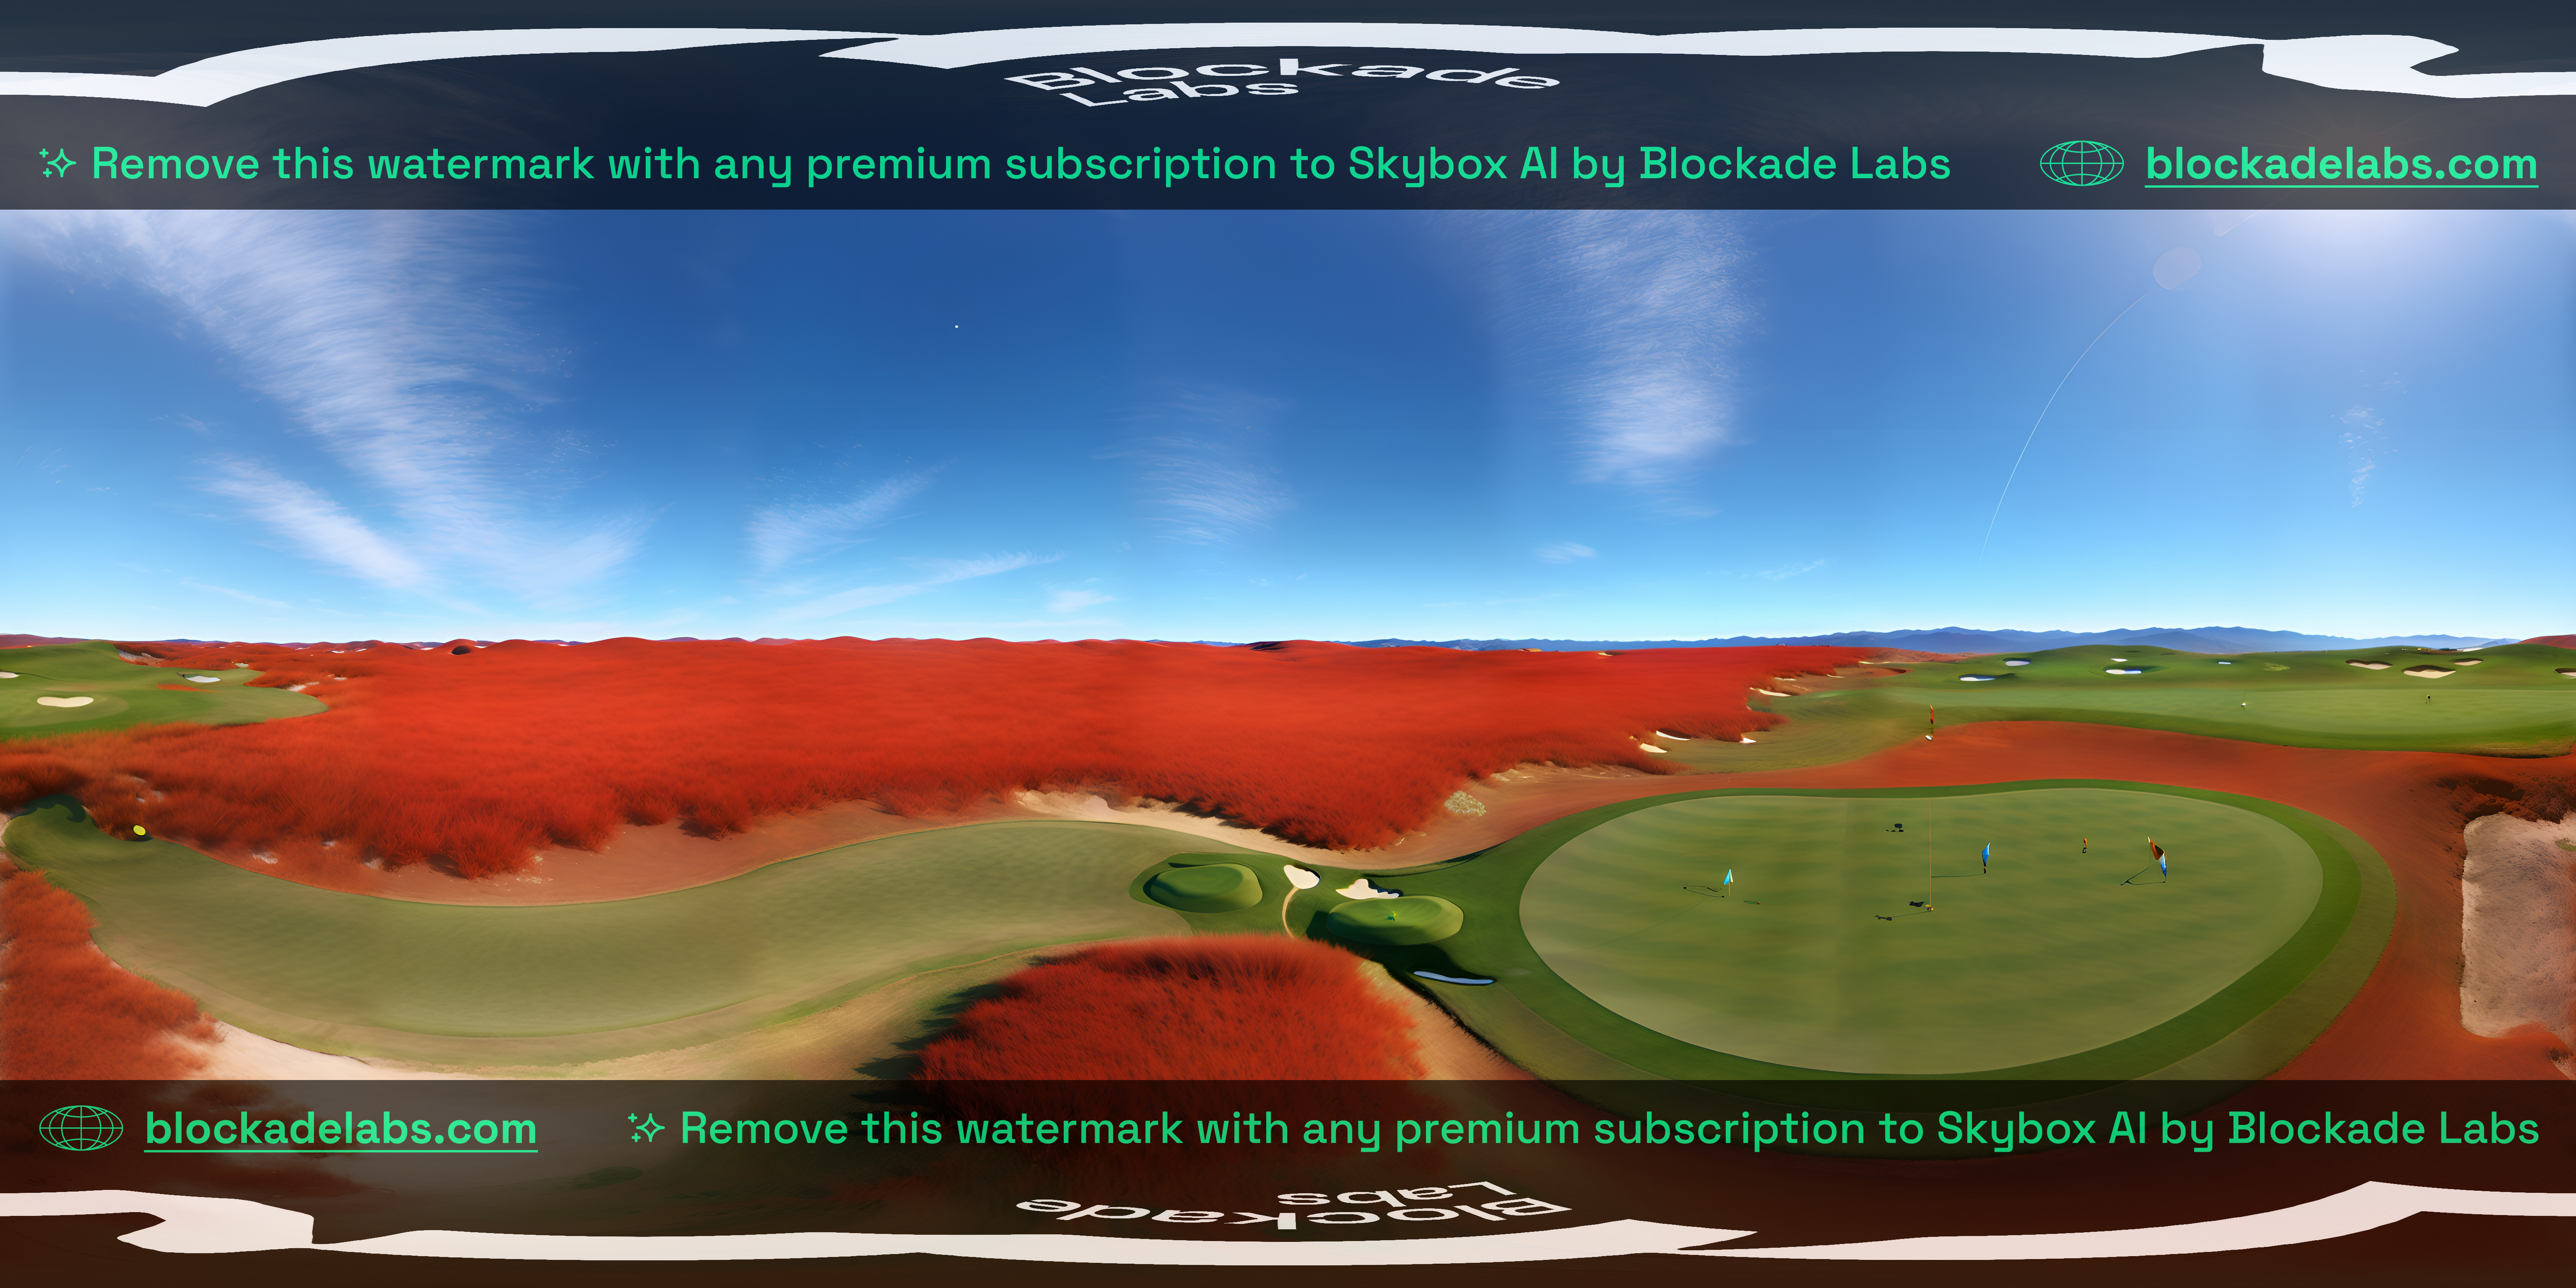 Blockade
Labs
Remove this watermark with any premium subscription to Skybox AI by Blockade Labs
blockadelabs.com
blockadelabs.com
Remove this watermark with any premium subscription to Skybox AI by Blockade Labs
Blockade
Labs